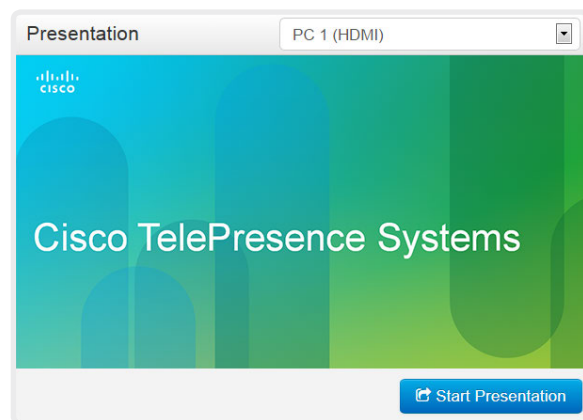 Presentation
PC 1 (HDMI)
CISCO
Cisco TelePresence Systems
Start Presentation